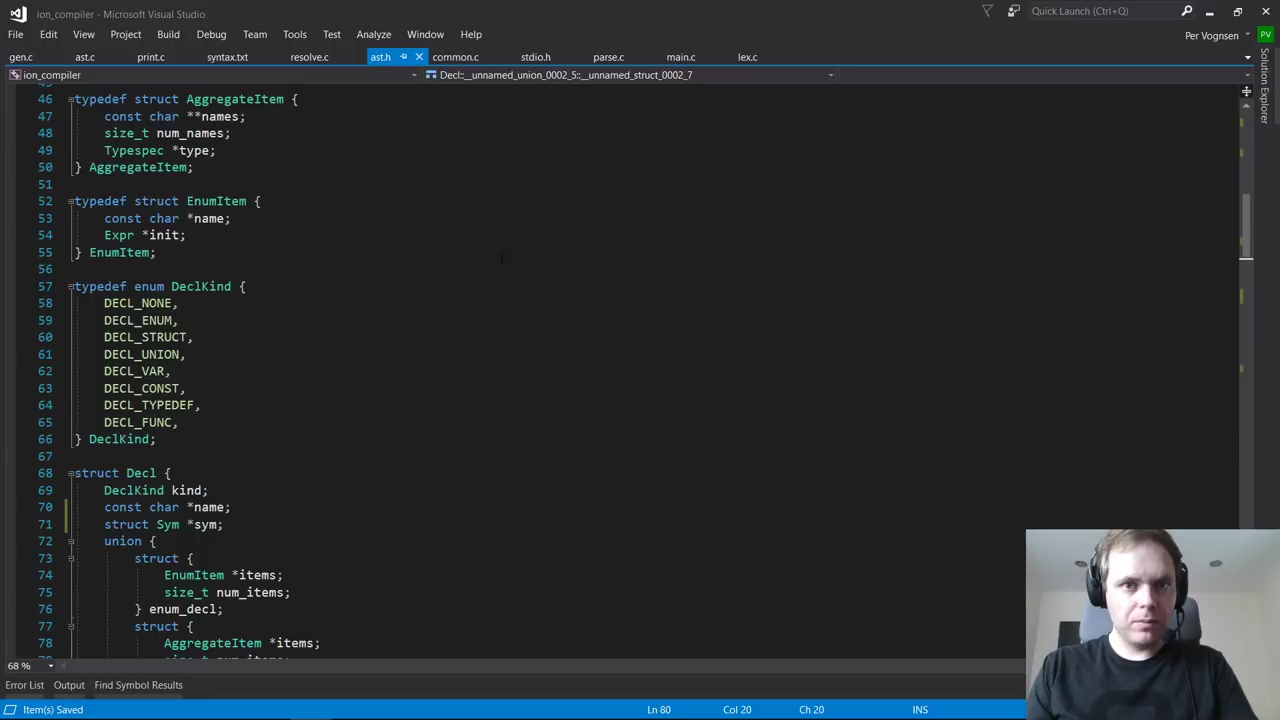 ion_compiler - Microsoft Visual Studio
Quick Launch (Ctrl+Q)
File Edit View Project Build Debug Team Tools Test Analyze Window Help
Per Vognsen PV
gen.c ast.c print.c syntax.txt resolve.c ast.h common.c stdio.h parse.c main.c lex.c
ion_compiler Decl::__unnamed_union_0002_5::__unnamed_struct_0002_7
Solution Explorer
46 typedef struct AggregateItem {
47 const char **names;
48 size_t num_names;
49 Typespec *type;
50 } AggregateItem;
51
52 typedef struct EnumItem {
53 const char *name;
54 Expr *init;
55 } EnumItem;
56
57 typedef enum DeclKind {
58 DECL_NONE,
59 DECL_ENUM,
60 DECL_STRUCT,
61 DECL_UNION,
62 DECL_VAR,
63 DECL_CONST,
64 DECL_TYPEDEF,
65 DECL_FUNC,
66 } DeclKind;
67
68 struct Decl {
69 DeclKind kind;
70 const char *name;
71 struct Sym *sym;
72 union {
73 struct {
74 EnumItem *items;
75 size_t num_items;
76 } enum_decl;
77 struct {
78 AggregateItem *items;
68 %
Error List Output Find Symbol Results
Item(s) Saved Ln 80 Col 20 Ch 20 INS